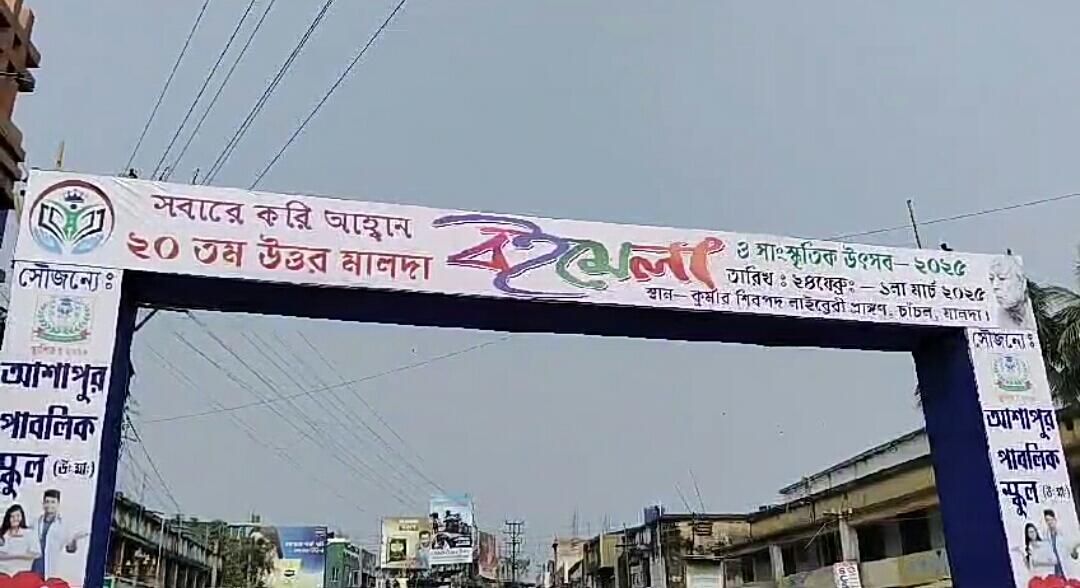 সবারে করি আহ্বান
২০ তম উত্তর মালদা
বইমেলা
ও সাংস্কৃতিক উৎসব - ২০২৫
তারিখ : ২৪ফেব্রুঃ - ১লা মার্চ ২০২৫
স্থান - কুমার শিবপদ লাইব্রেরী প্রাঙ্গণ, চাঁচল, মালদা।
সৌজন্যে :
আশাপুর
পাবলিক
স্কুল (উঃ মাঃ)
সৌজন্যে :
আশাপুর
পাবলিক
স্কুল (উঃ মাঃ)